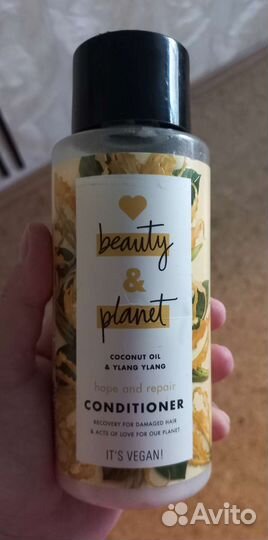 beauty
&
planet
COCONUT OIL
& YLANG YLANG
hope and repair
CONDITIONER
RECOVERY FOR DAMAGED HAIR
& ACTS OF LOVE FOR OUR PLANET
IT'S VEGAN!
Avito